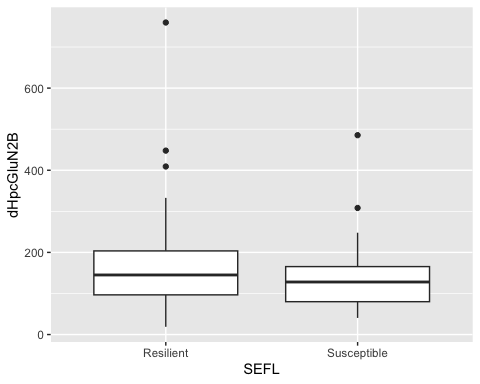 dHpcGluN2B
600
400
200
0
Resilient
Susceptible
SEFL